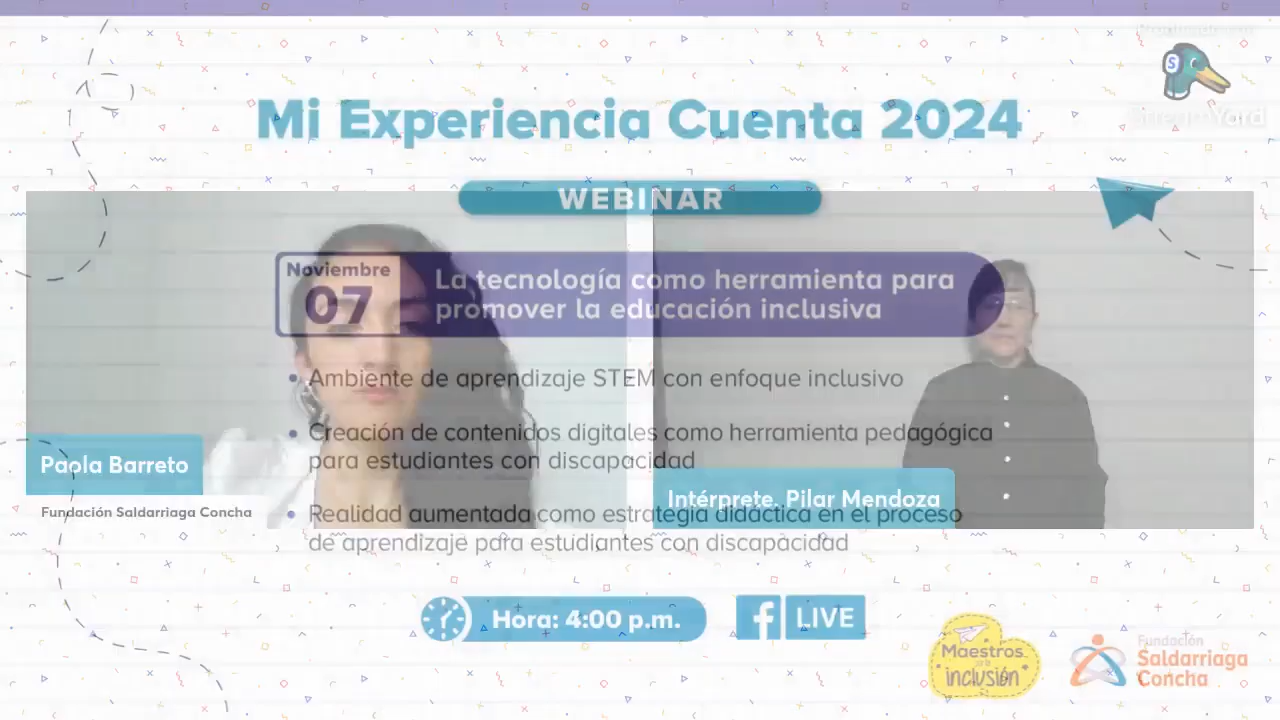 Mi Experiencia Cuenta 2024
StreamYard
WEBINAR
Noviembre
07
La tecnología como herramienta para
promover la educación inclusiva
• Ambiente de aprendizaje STEM con enfoque inclusivo
• Creación de contenidos digitales como herramienta pedagógica
para estudiantes con discapacidad
Paola Barreto
Fundación Saldarriaga Concha
Intérprete. Pilar Mendoza
• Realidad aumentada como estrategia didáctica en el proceso
de aprendizaje para estudiantes con discapacidad
Hora: 4:00 p.m.
LIVE
Maestros
inclusión
Fundación
Saldarriaga
Concha